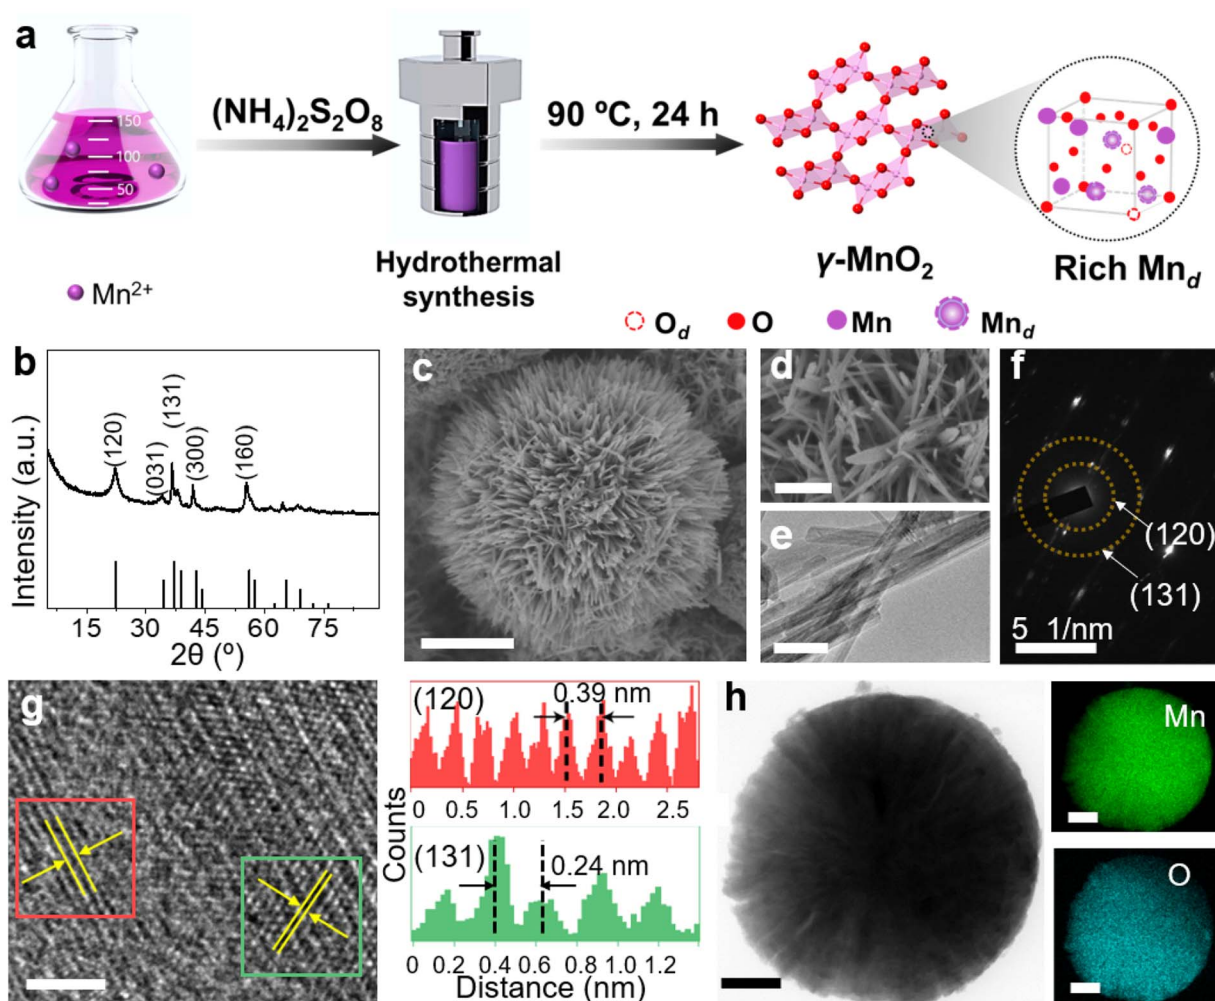 a
150
100
50
Mn²⁺
(NH₄)₂S₂O₈
Hydrothermal
synthesis
90 ºC, 24 h
γ-MnO₂
Rich Mn_d
O_d
O
Mn
Mn_d
b
Intensity (a.u.)
(120)
(031)
(131)
(300)
(160)
15 30 45 60 75
2θ (º)
c
d
e
f
(120)
(131)
5 1/nm
g
Counts
(120)
0.39 nm
0 0.5 1.0 1.5 2.0 2.5
(131)
0.24 nm
0 0.2 0.4 0.6 0.8 1.0 1.2
Distance (nm)
h
Mn
O